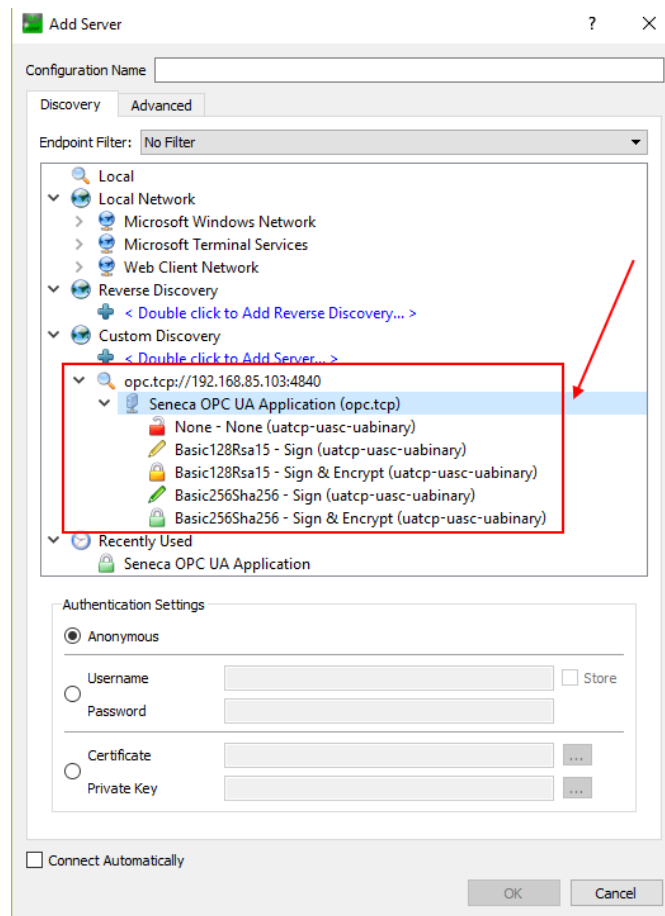 Add Server
?
Configuration Name
Discovery Advanced
Endpoint Filter: No Filter
Local
Local Network
Microsoft Windows Network
Microsoft Terminal Services
Web Client Network
Reverse Discovery
< Double click to Add Reverse Discovery... >
Custom Discovery
< Double click to Add Server... >
opc.tcp://192.168.85.103:4840
Seneca OPC UA Application (opc.tcp)
None - None (uatcp-uasc-uabinary)
Basic128Rsa15 - Sign (uatcp-uasc-uabinary)
Basic128Rsa15 - Sign & Encrypt (uatcp-uasc-uabinary)
Basic256Sha256 - Sign (uatcp-uasc-uabinary)
Basic256Sha256 - Sign & Encrypt (uatcp-uasc-uabinary)
Recently Used
Seneca OPC UA Application
Authentication Settings
Anonymous
Username Store
Password
Certificate ...
Private Key ...
Connect Automatically
OK Cancel